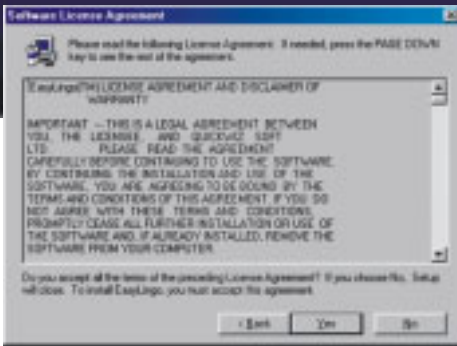 Software License Agreement
Please read the following License Agreement. If needed, press the PAGE DOWN
key to see the rest of the agreement.
EasyLingo(TM) LICENSE AGREEMENT AND DISCLAIMER OF
WARRANTY
IMPORTANT -- THIS IS A LEGAL AGREEMENT BETWEEN
YOU, THE LICENSEE, AND QUICKWIZ SOFT
LTD. PLEASE READ THE AGREEMENT
CAREFULLY BEFORE CONTINUING TO USE THE SOFTWARE.
BY CONTINUING THE INSTALLATION AND USE OF THE
SOFTWARE, YOU ARE AGREEING TO BE BOUND BY THE
TERMS AND CONDITIONS OF THIS AGREEMENT. IF YOU DO
NOT AGREE WITH THESE TERMS AND CONDITIONS,
PROMPTLY CEASE ALL FURTHER INSTALLATION OR USE OF
THE SOFTWARE AND, IF ALREADY INSTALLED, REMOVE THE
SOFTWARE FROM YOUR COMPUTER.
Do you accept all the terms of the preceding License Agreement? If you choose No, Setup
will close. To install EasyLingo, you must accept this agreement.
< Back
Yes
No